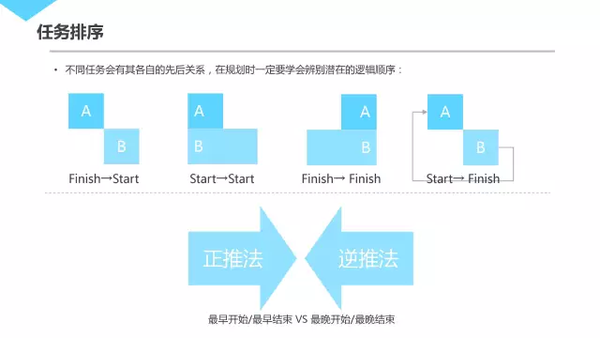 任务排序
• 不同任务会有其各自的先后关系，在规划时一定要学会辨别潜在的逻辑顺序：
A A A A
B B B B
Finish→Start Start→Start Finish→ Finish Start→ Finish
正推法 逆推法
最早开始/最早结束 VS 最晚开始/最晚结束